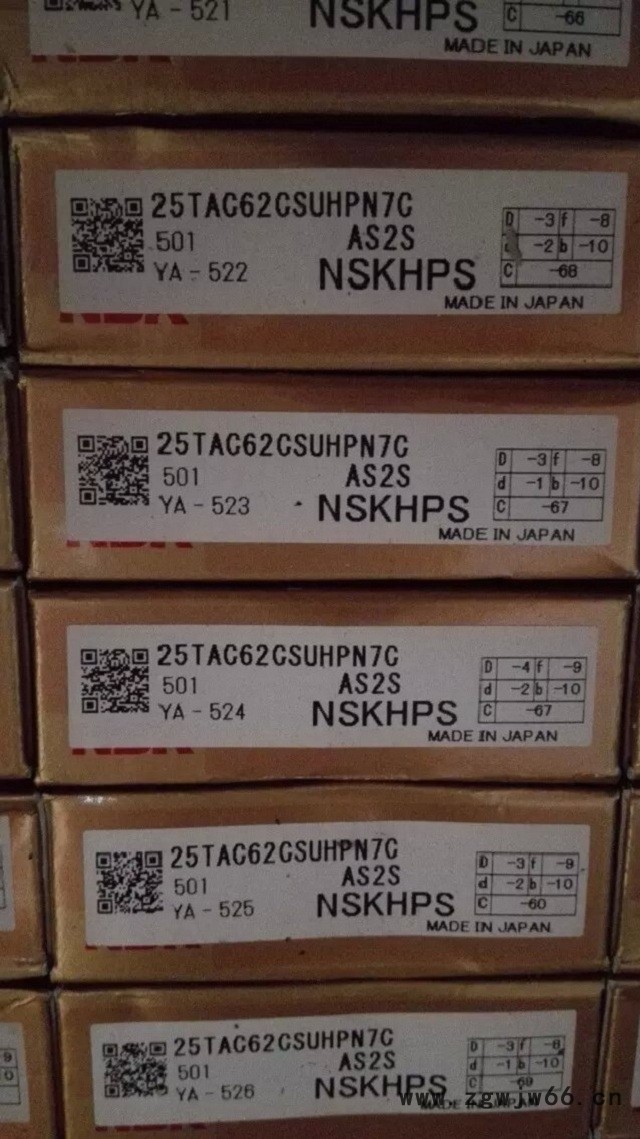 YA - 521
NSKHPS
C -66
MADE IN JAPAN
25TAC62CSUHPN7C
501 AS2S
YA - 522 NSKHPS
D -3 f -8
-2 b -10
C -68
MADE IN JAPAN
25TAC62CSUHPN7C
501 AS2S
YA - 523 NSKHPS
D -3 f -8
d -1 b -10
C -67
MADE IN JAPAN
25TAC62CSUHPN7C
501 AS2S
YA - 524 NSKHPS
D -4 f -9
d -2 b -10
C -67
MADE IN JAPAN
25TAC62CSUHPN7C
501 AS2S
YA - 525 NSKHPS
D -3 f -9
d -2 b -10
C -60
MADE IN JAPAN
25TAC62CSUHPN7C
501 AS2S
YA - 526 NSKHPS
D -3 f -8
d -1 b -10
C -69
MADE IN JAPAN
www.zgwjw66.cn